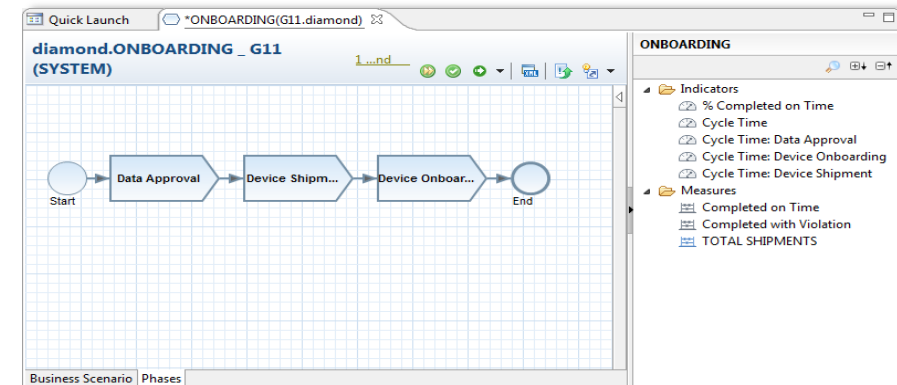 Quick Launch
*ONBOARDING(G11.diamond)
diamond.ONBOARDING _ G11
(SYSTEM)
1 ...nd
Start
Data Approval
Device Shipm...
Device Onboar...
End
Business Scenario
Phases
ONBOARDING
Indicators
% Completed on Time
Cycle Time
Cycle Time: Data Approval
Cycle Time: Device Onboarding
Cycle Time: Device Shipment
Measures
Completed on Time
Completed with Violation
TOTAL SHIPMENTS